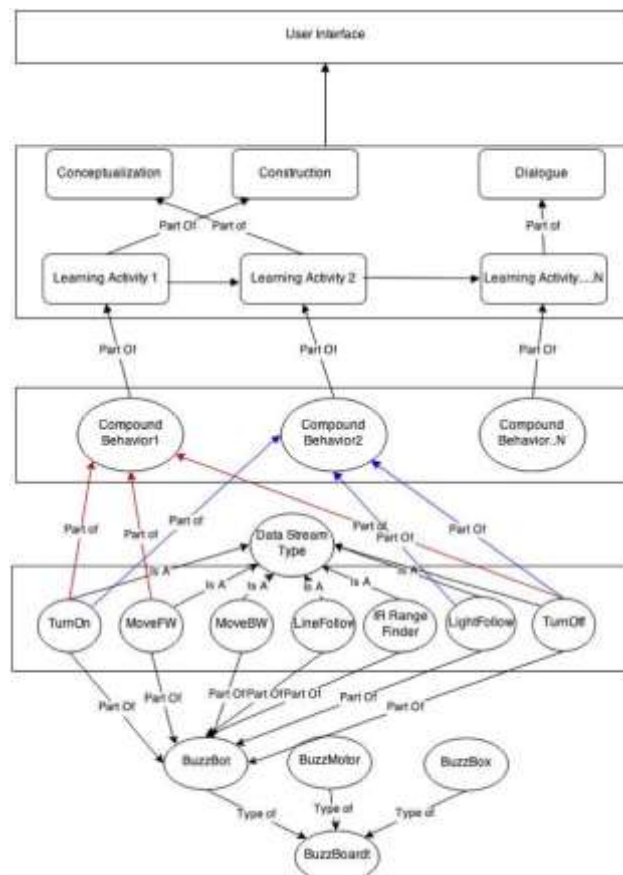 User Interface
Conceptualization
Construction
Dialogue
Part Of
Part of
Part of
Learning Activity 1
Learning Activity 2
Learning Activity....N
Part Of
Part Of
Part Of
Compound
Behavior1
Compound
Behavior2
Compound
Behavior..N
Part of
Part of
Part of
Part of
Part Of
Part Of
Data Stream
Type
Is A
Is A
Is A
Is A
Is A
TurnOn
MoveFW
MoveBW
LineFollow
IR Range
Finder
LightFollow
TurnOff
Part Of
Part Of
Part Of
Part Of
Part Of
Part Of
Part Of
BuzzBot
BuzzMotor
BuzzBox
Type of
Type of
Type of
BuzzBoardt